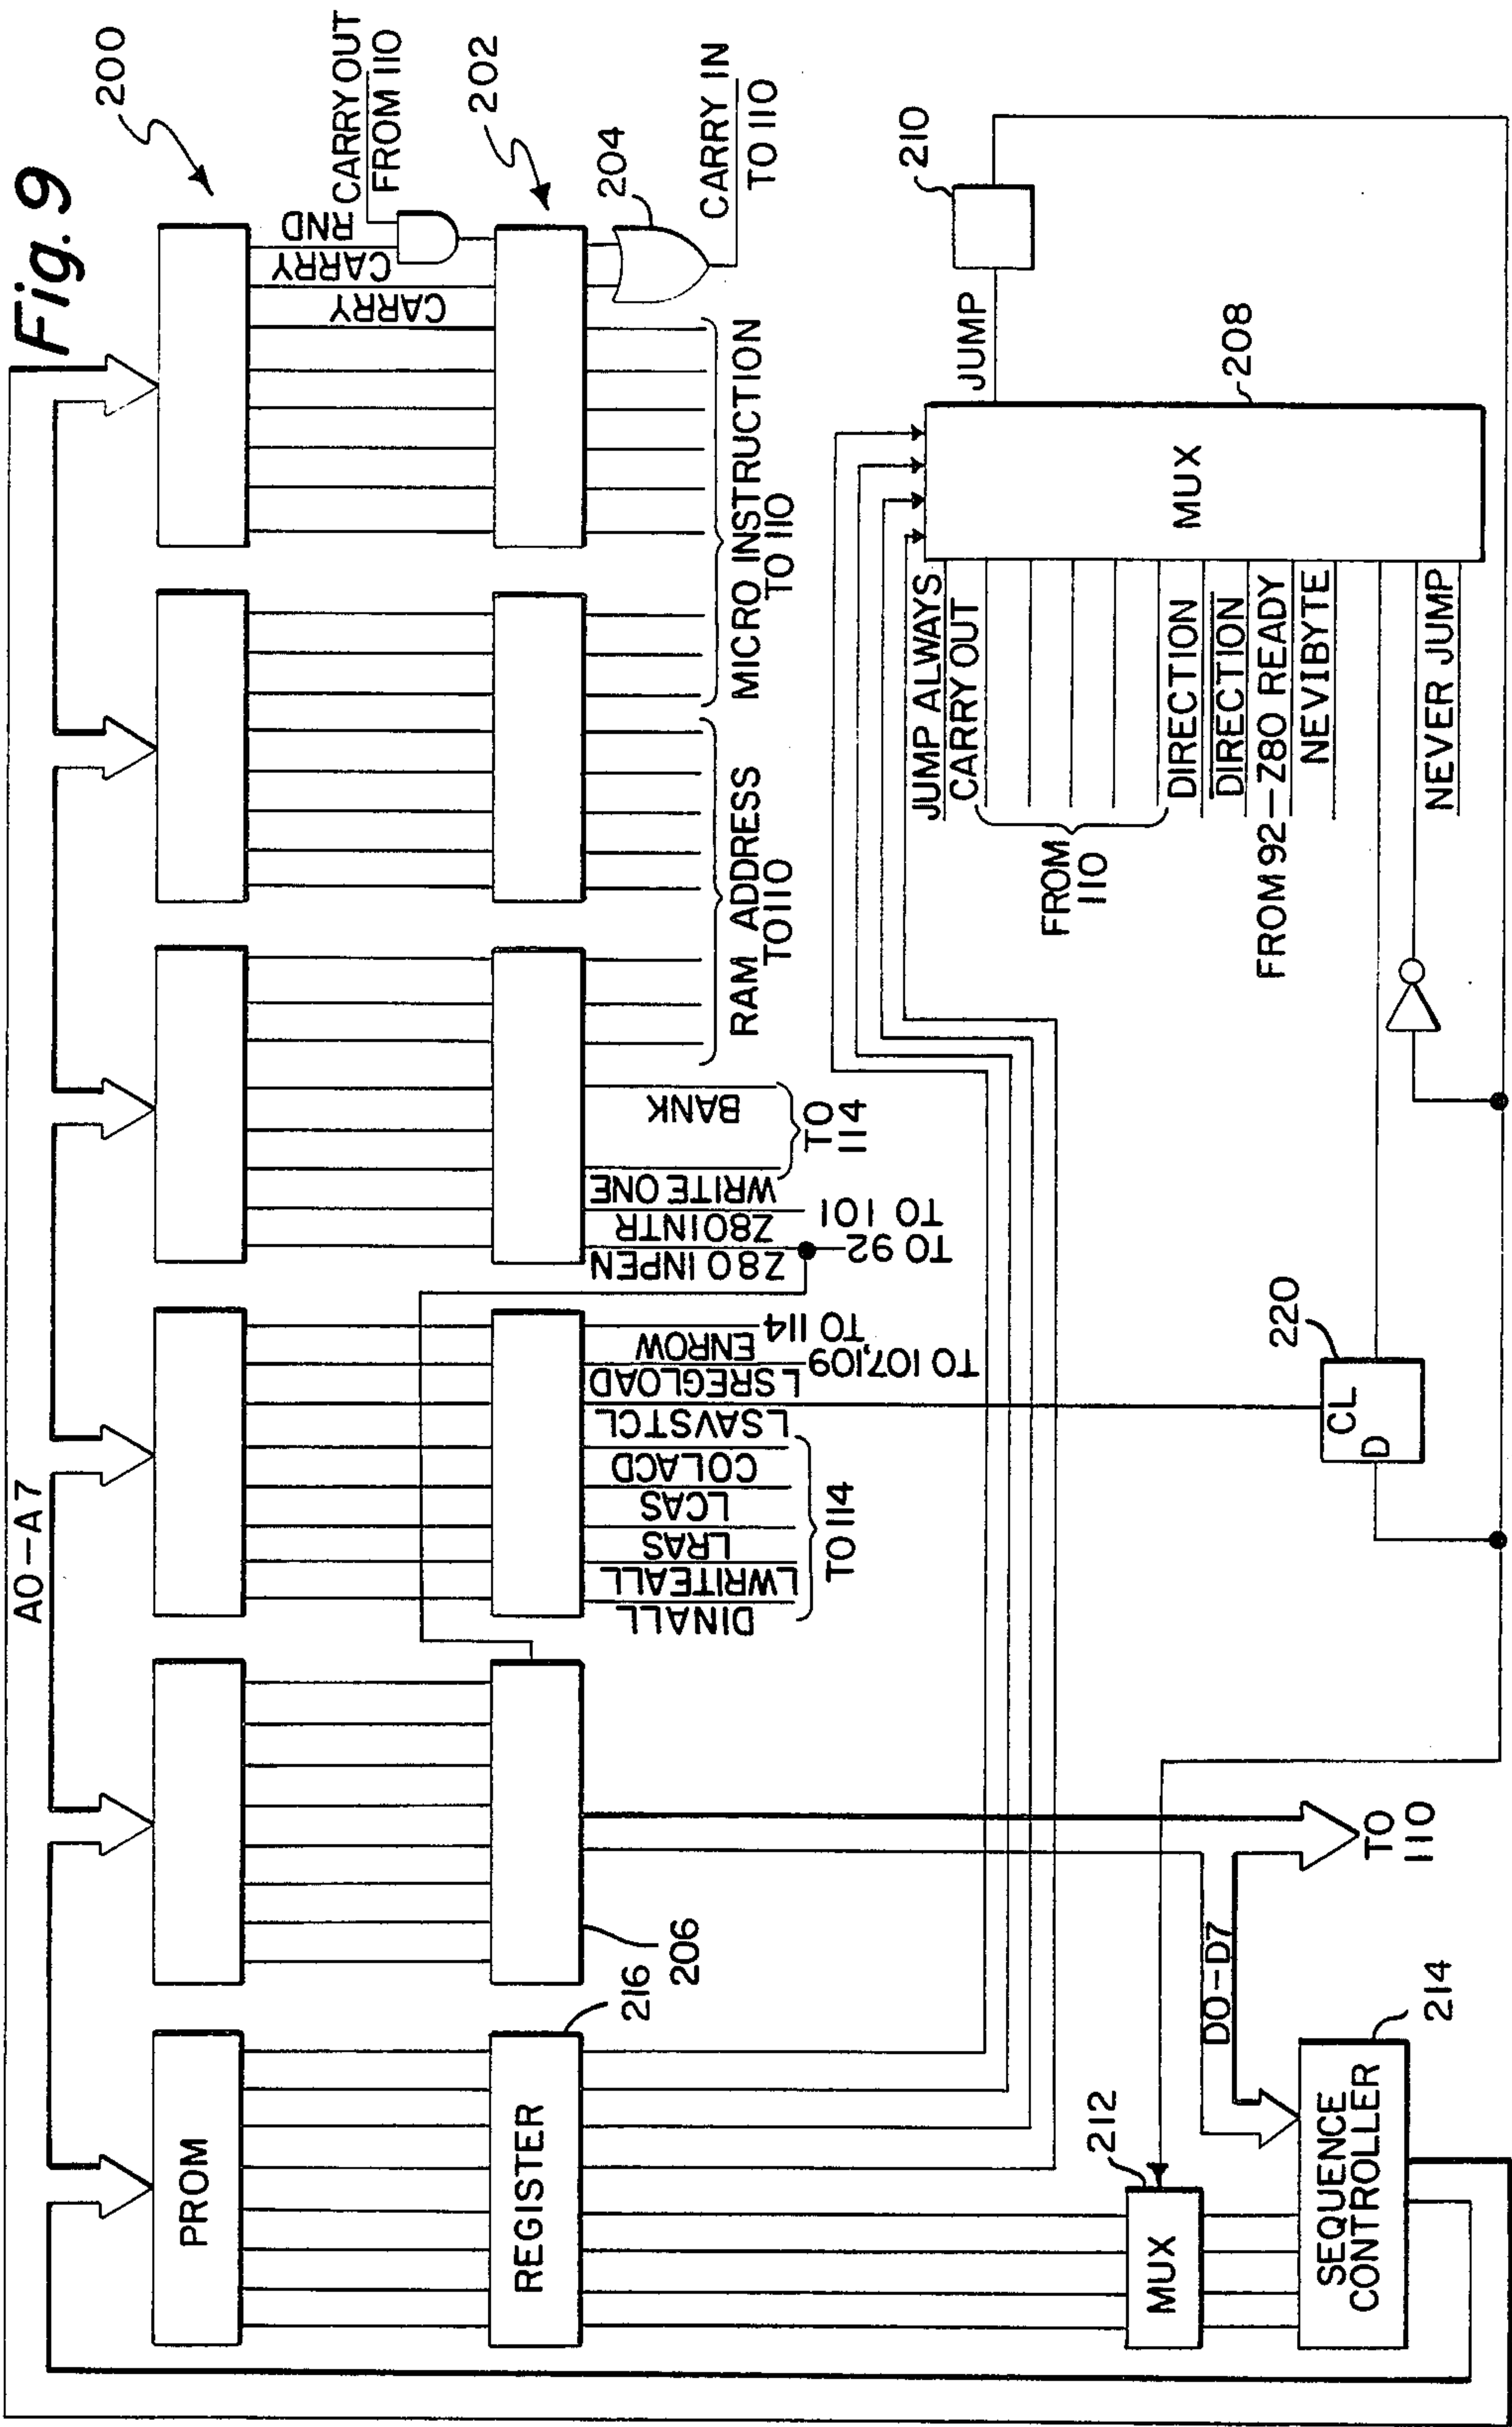 Fig. 9
A0-A7
200
PROM
RND
CARRY
CARRY
CARRY OUT
FROM 110
202
204
CARRY IN
TO 110
REGISTER
216
206
DINALL
LWRITEALL
LRAS
LCAS
COLACD
LSAVSTCL
LSREGLOAD
ENROW
TO 114
TO 107,109
TO 114
Z80 INPEN
Z80INTR
WRITE ONE
BANK
TO 92
TO 101
TO
114
RAM ADDRESS
TO 110
MICRO INSTRUCTION
TO 110
JUMP ALWAYS
CARRY OUT
FROM
110
DIRECTION
DIRECTION
FROM 92-Z80 READY
NEVIBYTE
NEVER JUMP
MUX
208
JUMP
210
220
CL
D
212
MUX
D0-D7
TO
110
SEQUENCE
CONTROLLER
214